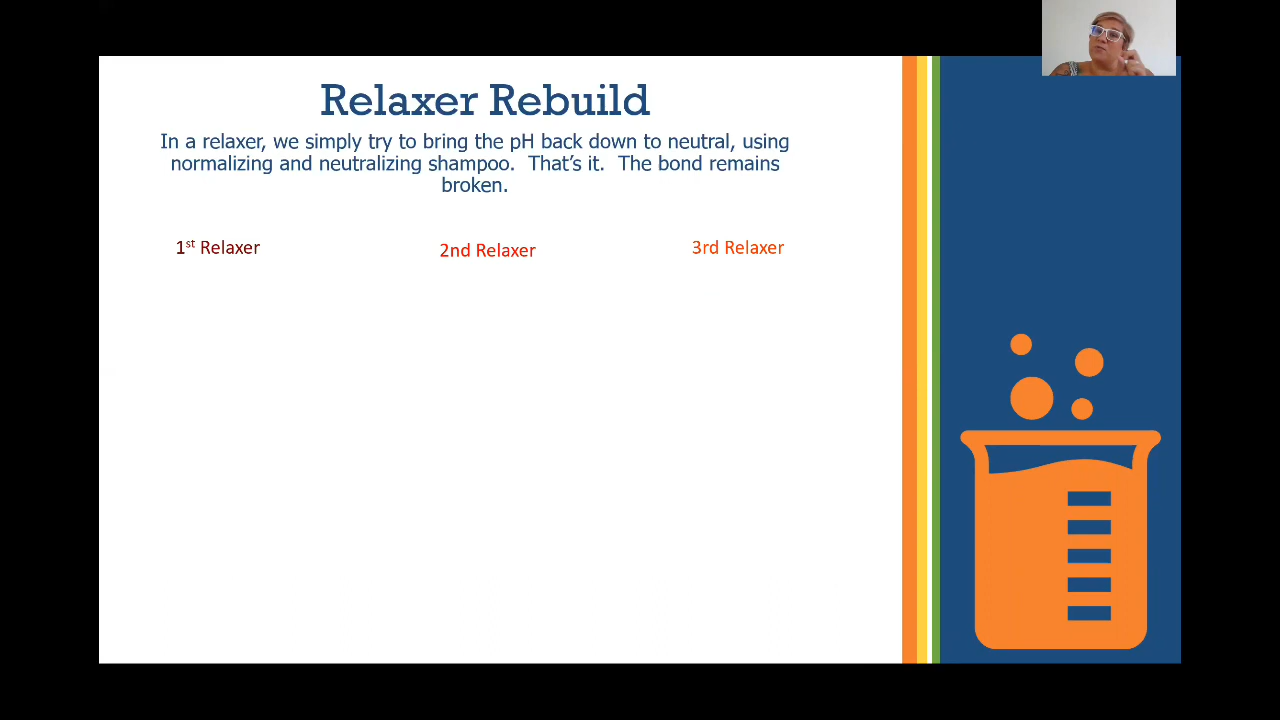 Relaxer Rebuild
In a relaxer, we simply try to bring the pH back down to neutral, using
normalizing and neutralizing shampoo.  That’s it.  The bond remains
broken.
1st Relaxer
2nd Relaxer
3rd Relaxer